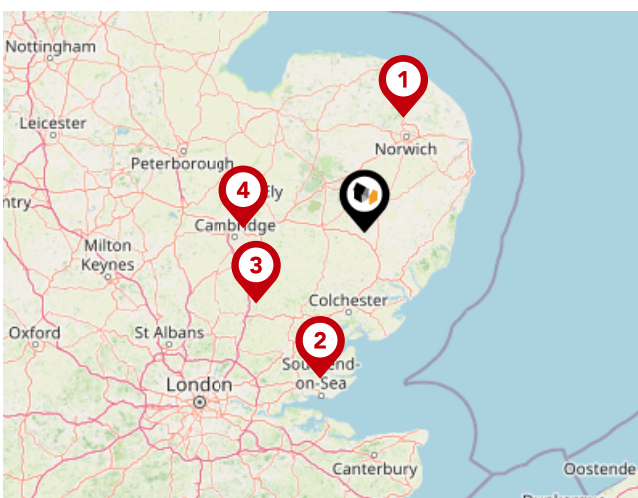 Nottingham
1
Leicester
Norwich
Peterborough
4
Ely
ntry
Cambridge
Milton
Keynes
3
Colchester
Oxford
St Albans
2
Southend-
on-Sea
London
Canterbury
Oostende